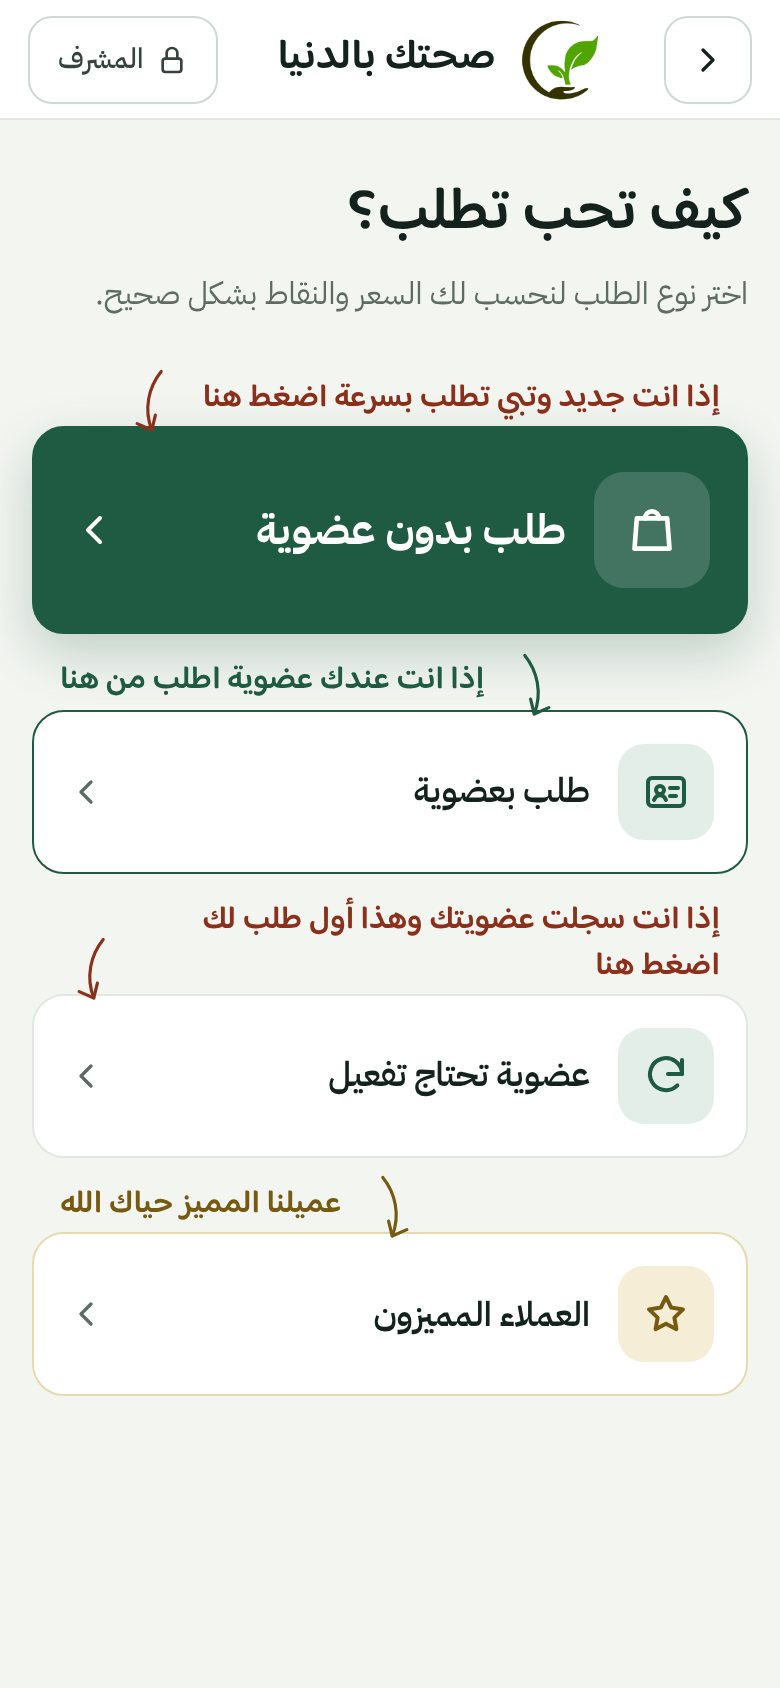 صحتك بالدنيا
المشرف
كيف تحب تطلب؟
اختر نوع الطلب لنحسب لك السعر والنقاط بشكل صحيح.
إذا انت جديد وتبي تطلب بسرعة اضغط هنا
طلب بدون عضوية
إذا انت عندك عضوية اطلب من هنا
طلب بعضوية
إذا انت سجلت عضويتك وهذا أول طلب لك
اضغط هنا
عضوية تحتاج تفعيل
عميلنا المميز حياك الله
العملاء المميزون